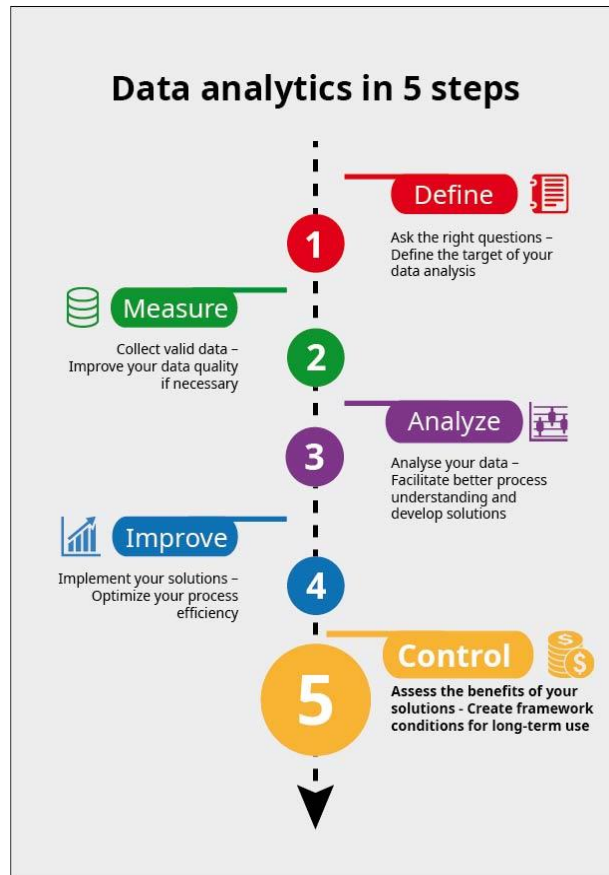 Data analytics in 5 steps
Define
1
Ask the right questions –
Define the target of your
data analysis
Measure
2
Collect valid data –
Improve your data quality
if necessary
Analyze
3
Analyse your data –
Facilitate better process
understanding and
develop solutions
Improve
4
Implement your solutions –
Optimize your process
efficiency
Control
5
Assess the benefits of your
solutions - Create framework
conditions for long-term use
$
$